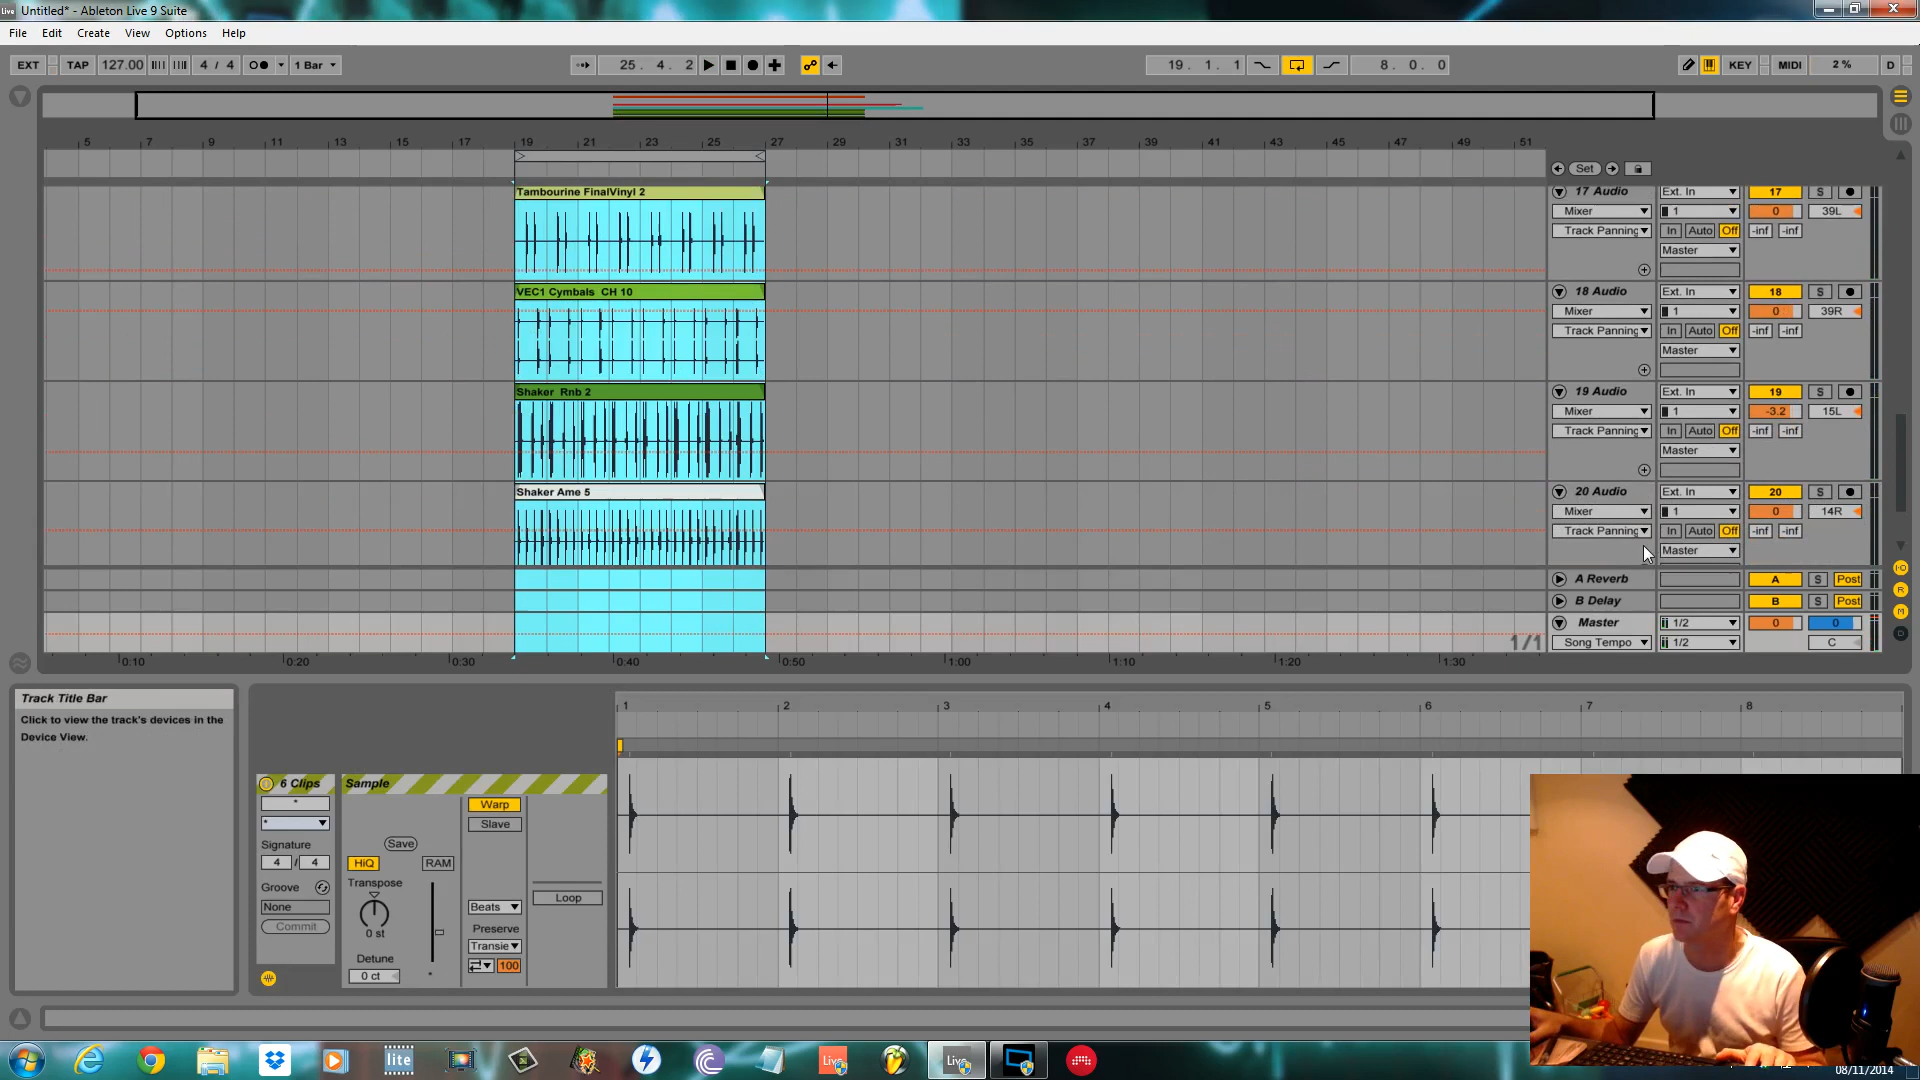 Untitled* - Ableton Live 9 Suite
File Edit Create View Options Help
EXT TAP 127.00 4 / 4 1 Bar 25. 4. 2 19. 1. 1 8. 0. 0 KEY MIDI 2 % D
5 7 9 11 13 15 17 19 21 23 25 27 29 31 33 35 37 39 41 43 45 47 49 51
Set
Tambourine FinalVinyl 2
17 Audio Ext. In 17 S
Mixer 1 0 39L
Track Panning In Auto Off -inf -inf
Master
VEC1 Cymbals CH 10
18 Audio Ext. In 18 S
Mixer 1 0 39R
Track Panning In Auto Off -inf -inf
Master
Shaker Rnb 2
19 Audio Ext. In 19 S
Mixer 1 -3.2 15L
Track Panning In Auto Off -inf -inf
Master
Shaker Ame 5
20 Audio Ext. In 20 S
Mixer 1 0 14R
Track Panning In Auto Off -inf -inf
Master
A Reverb A S Post
B Delay B S Post
Master 1/2 0 0
1/1
Song Tempo 1/2 C
0:10 0:20 0:30 0:40 0:50 1:00 1:10 1:20 1:30
Track Title Bar
Click to view the track's devices in the
Device View.
1 2 3 4 5 6 7 8
6 Clips
*
*
Signature
4 / 4
Groove
None
Commit
Sample
Save
HiQ RAM
Transpose
0 st
Detune
0 ct
*
Warp
Slave
Beats
Preserve
Transie
100
Loop
lite Live Live
08/11/2014